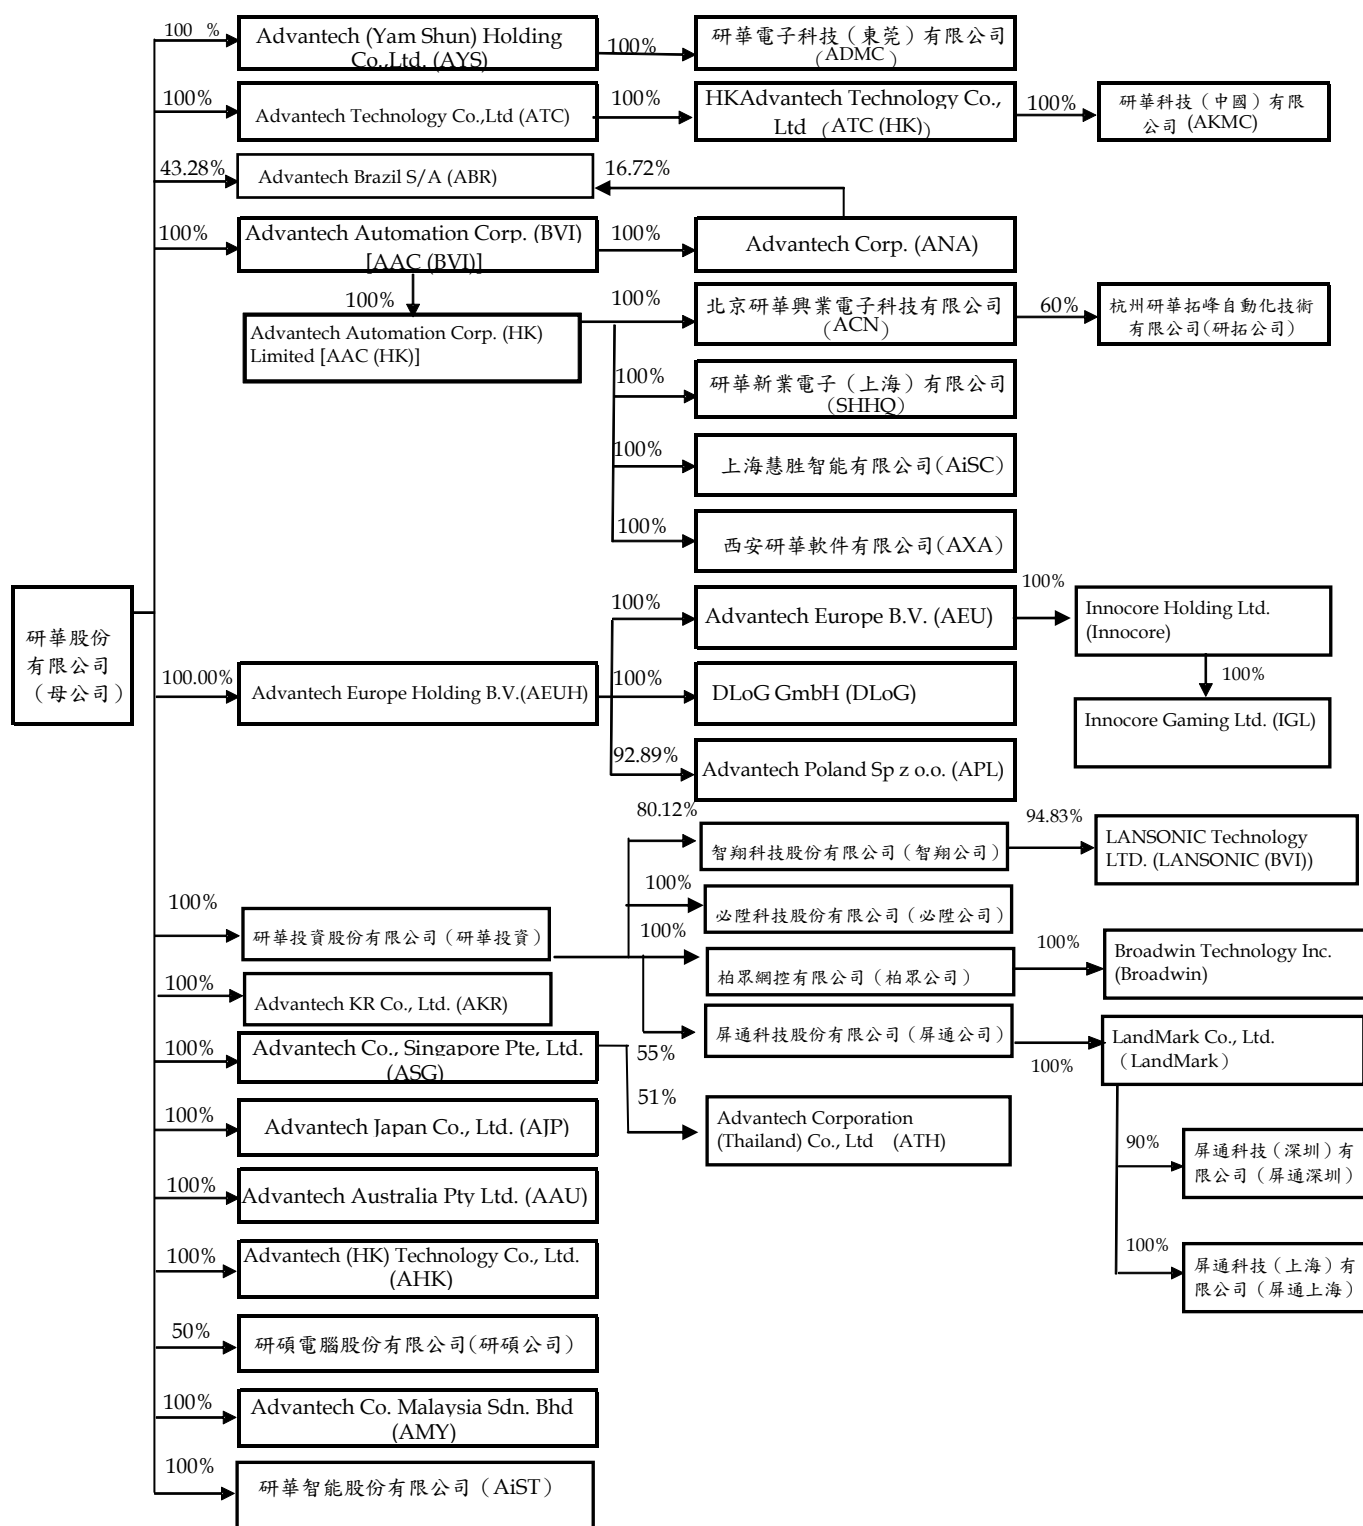 100 %
Advantech (Yam Shun) Holding
Co.,Ltd. (AYS)
100%
研華電子科技（東莞）有限公司
（ADMC）
100%
Advantech Technology Co.,Ltd (ATC)
100%
HKAdvantech Technology Co.,
Ltd （ATC (HK)）
100%
研華科技（中國）有限
公司 (AKMC)
43.28%
Advantech Brazil S/A (ABR)
16.72%
100%
Advantech Automation Corp. (BVI)
[AAC (BVI)]
100%
Advantech Corp. (ANA)
100%
Advantech Automation Corp. (HK)
Limited [AAC (HK)]
100%
北京研華興業電子科技有限公司
(ACN)
60%
杭州研華拓峰自動化技術
有限公司(研拓公司)
100%
研華新業電子（上海）有限公司
(SHHQ)
100%
上海慧胜智能有限公司(AiSC)
100%
西安研華軟件有限公司(AXA)
研華股份
有限公司
（母公司）
100.00%
Advantech Europe Holding B.V.(AEUH)
100%
Advantech Europe B.V. (AEU)
100%
Innocore Holding Ltd.
(Innocore)
100%
Innocore Gaming Ltd. (IGL)
100%
DLoG GmbH (DLoG)
92.89%
Advantech Poland Sp z o.o. (APL)
100%
研華投資股份有限公司（研華投資）
80.12%
智翔科技股份有限公司（智翔公司）
94.83%
LANSONIC Technology
LTD. (LANSONIC (BVI))
100%
必陞科技股份有限公司（必陞公司）
100%
柏眾網控有限公司（柏眾公司）
100%
Broadwin Technology Inc.
(Broadwin)
55%
屏通科技股份有限公司（屏通公司）
100%
LandMark Co., Ltd.
（LandMark）
90%
屏通科技（深圳）有
限公司（屏通深圳）
100%
屏通科技（上海）有
限公司（屏通上海）
100%
Advantech KR Co., Ltd. (AKR)
100%
Advantech Co., Singapore Pte, Ltd.
(ASG)
51%
Advantech Corporation
(Thailand) Co., Ltd （ATH)
100%
Advantech Japan Co., Ltd. (AJP)
100%
Advantech Australia Pty Ltd. (AAU)
100%
Advantech (HK) Technology Co., Ltd.
(AHK)
50%
研碩電腦股份有限公司(研碩公司）
100%
Advantech Co. Malaysia Sdn. Bhd
(AMY)
100%
研華智能股份有限公司（AiST）